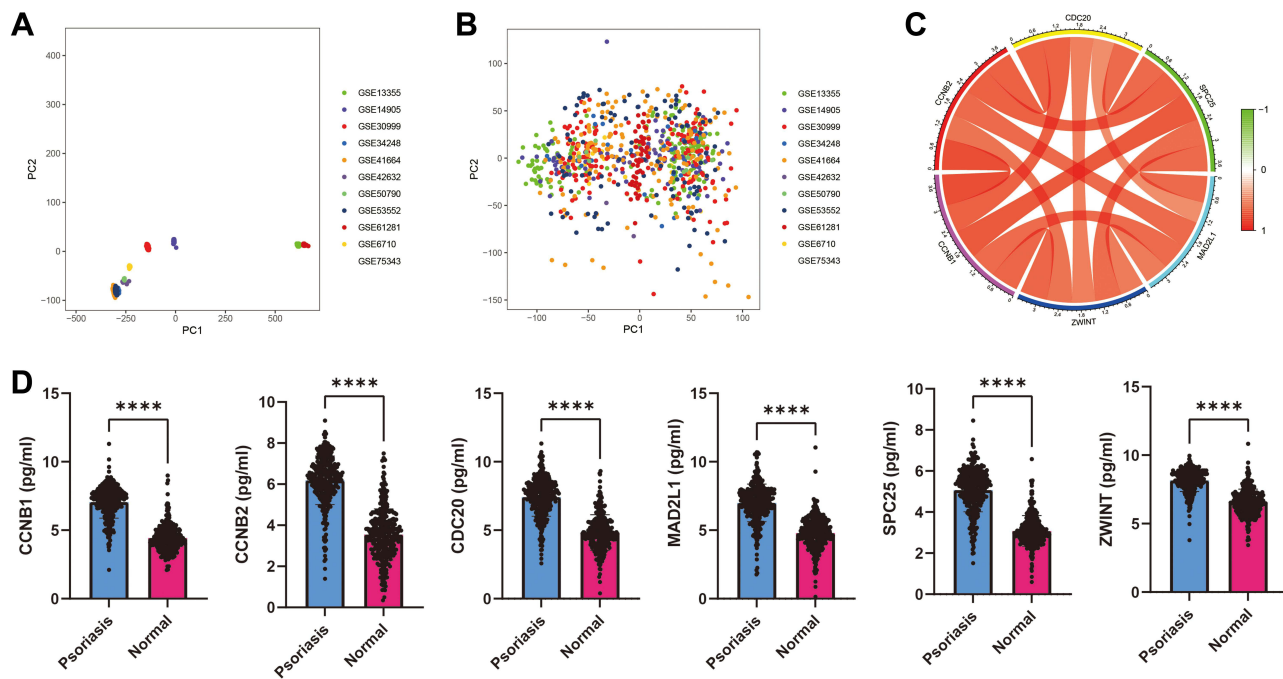 A
400
300
200
100
0
−100
PC2
−500
−250
0
250
500
PC1
GSE13355
GSE14905
GSE30999
GSE34248
GSE41664
GSE42632
GSE50790
GSE53552
GSE61281
GSE6710
GSE75343
B
100
50
0
−50
−100
−150
PC2
−100
−50
0
50
100
PC1
GSE13355
GSE14905
GSE30999
GSE34248
GSE41664
GSE42632
GSE50790
GSE53552
GSE61281
GSE6710
GSE75343
C
CDC20
SPC25
MAD2L1
ZWINT
CCNB1
CCNB2
−1
0
1
D
15
10
5
0
CCNB1 (pg/ml)
****
Psoriasis
Normal
10
8
6
4
2
0
CCNB2 (pg/ml)
****
Psoriasis
Normal
15
10
5
0
CDC20 (pg/ml)
****
Psoriasis
Normal
15
10
5
0
MAD2L1 (pg/ml)
****
Psoriasis
Normal
10
8
6
4
2
0
SPC25 (pg/ml)
****
Psoriasis
Normal
15
10
5
0
ZWINT (pg/ml)
****
Psoriasis
Normal